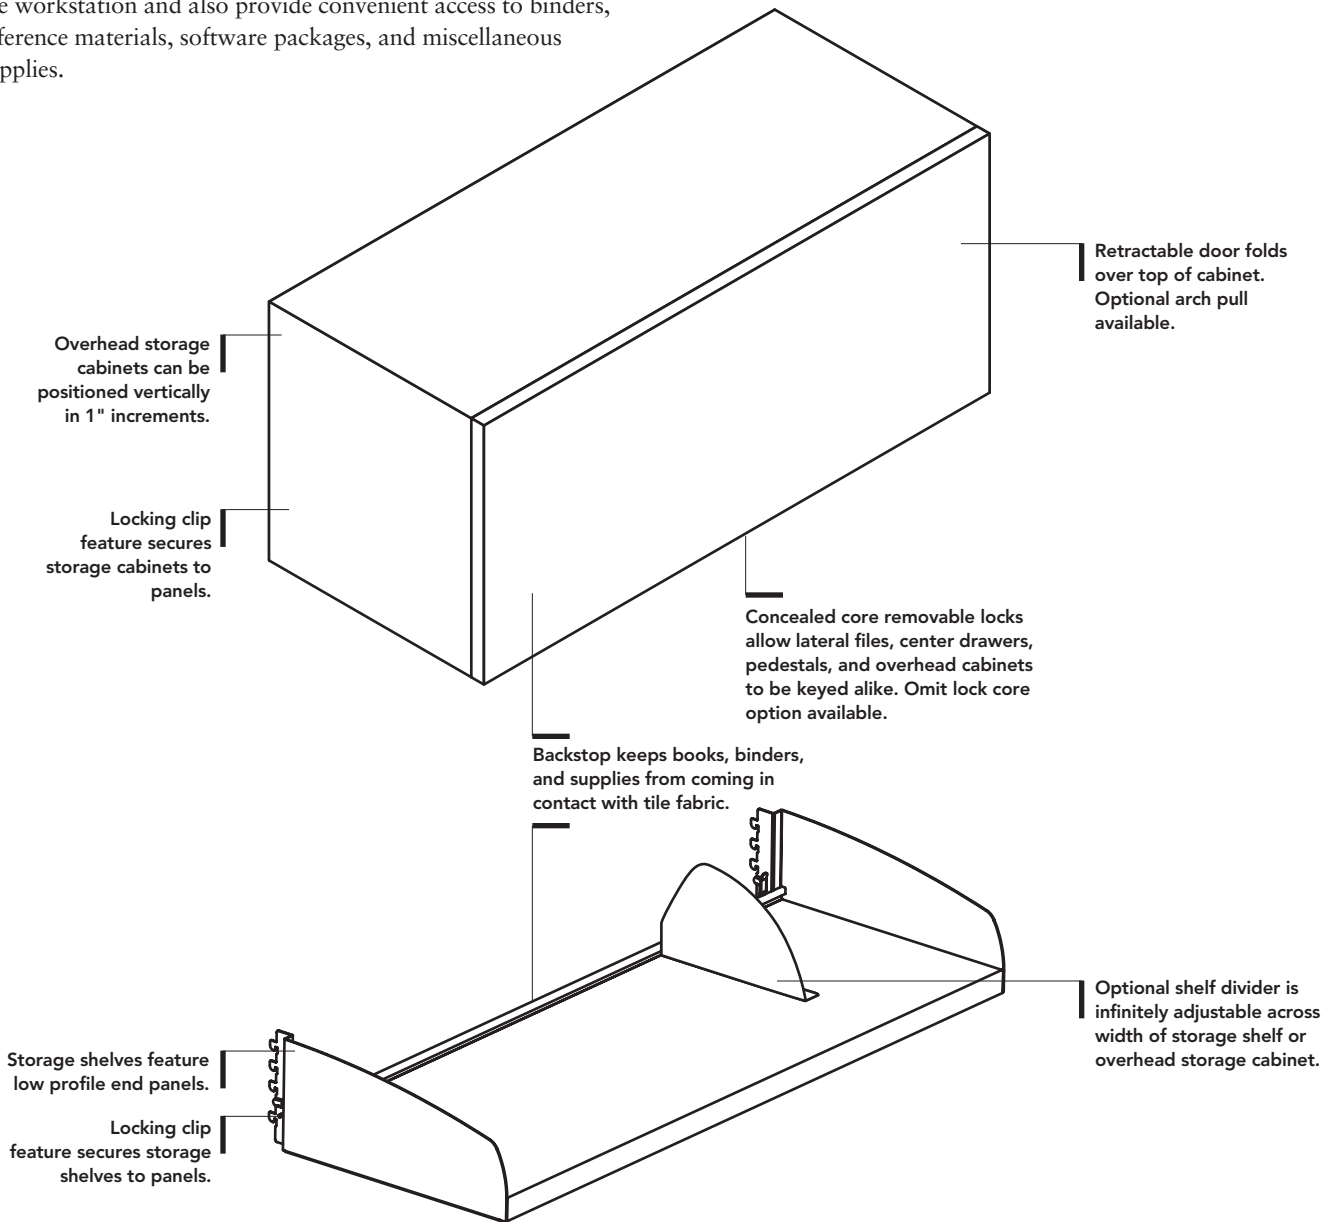 workstation and also provide convenient access to binders,
materials, software packages, and miscellaneous
Retractable door folds
over top of cabinet.
Optional arch pull
available.
Overhead storage
cabinets can be
positioned vertically
in 1" increments.
Locking clip
feature secures
storage cabinets to
panels.
Concealed core removable locks
allow lateral files, center drawers,
pedestals, and overhead cabinets
to be keyed alike. Omit lock core
option available.
Backstop keeps books, binders,
and supplies from coming in
contact with tile fabric.
Optional shelf divider is
infinitely adjustable across
width of storage shelf or
overhead storage cabinet.
Storage shelves feature
low profile end panels.
Locking clip
feature secures storage
shelves to panels.